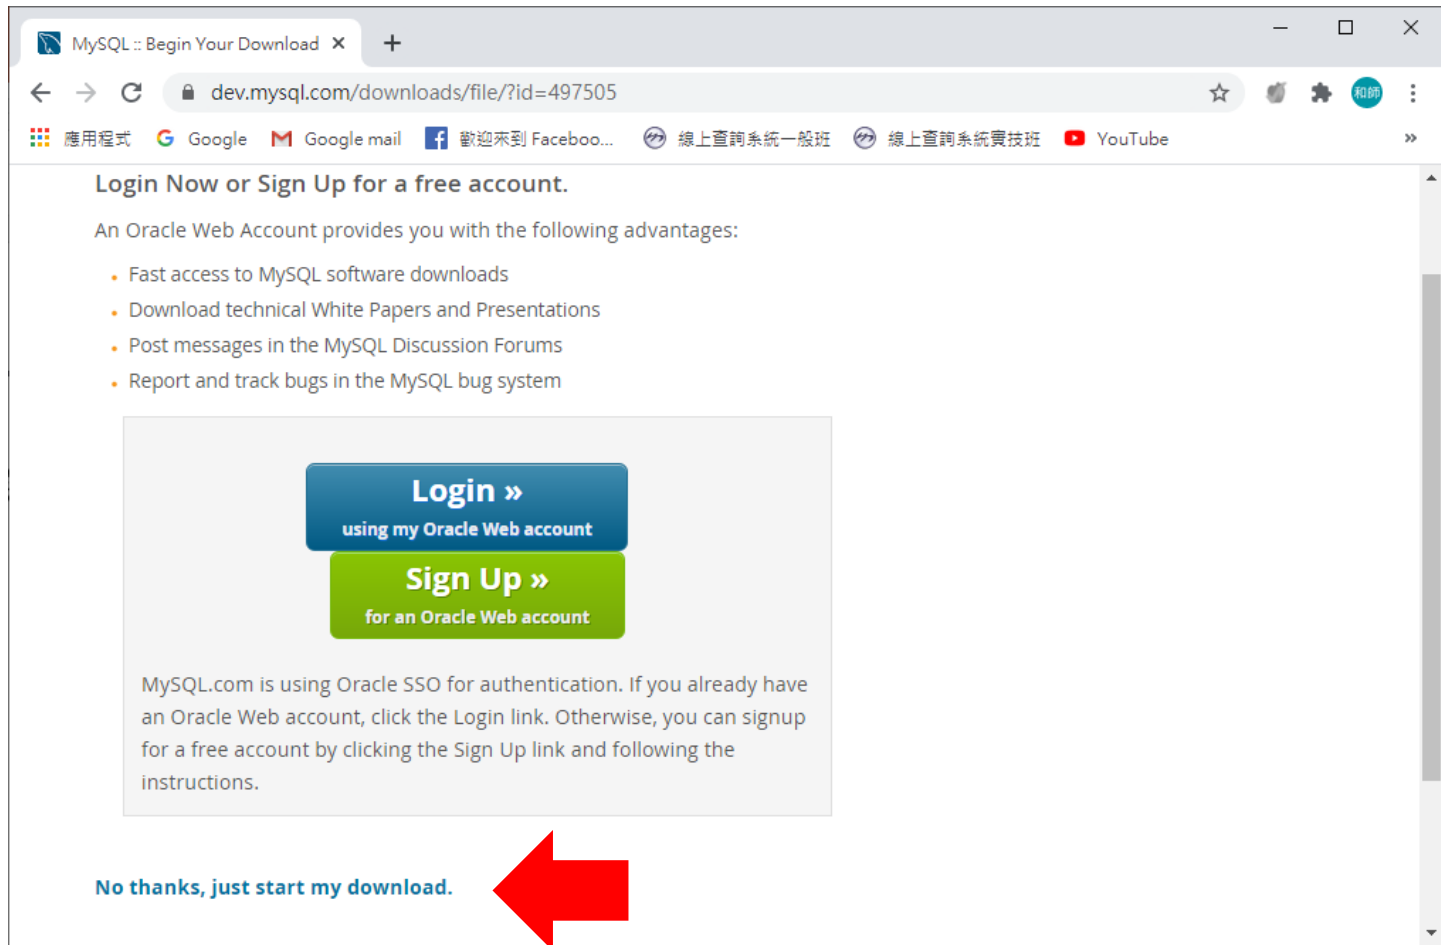 MySQL :: Begin Your Download
dev.mysql.com/downloads/file/?id=497505
和師
應用程式 Google Google mail 歡迎來到 Faceboo... 線上查詢系統一般班 線上查詢系統實技班 YouTube »
Login Now or Sign Up for a free account.
An Oracle Web Account provides you with the following advantages:
Fast access to MySQL software downloads
Download technical White Papers and Presentations
Post messages in the MySQL Discussion Forums
Report and track bugs in the MySQL bug system
Login »
using my Oracle Web account
Sign Up »
for an Oracle Web account
MySQL.com is using Oracle SSO for authentication. If you already have
an Oracle Web account, click the Login link. Otherwise, you can signup
for a free account by clicking the Sign Up link and following the
instructions.
No thanks, just start my download.